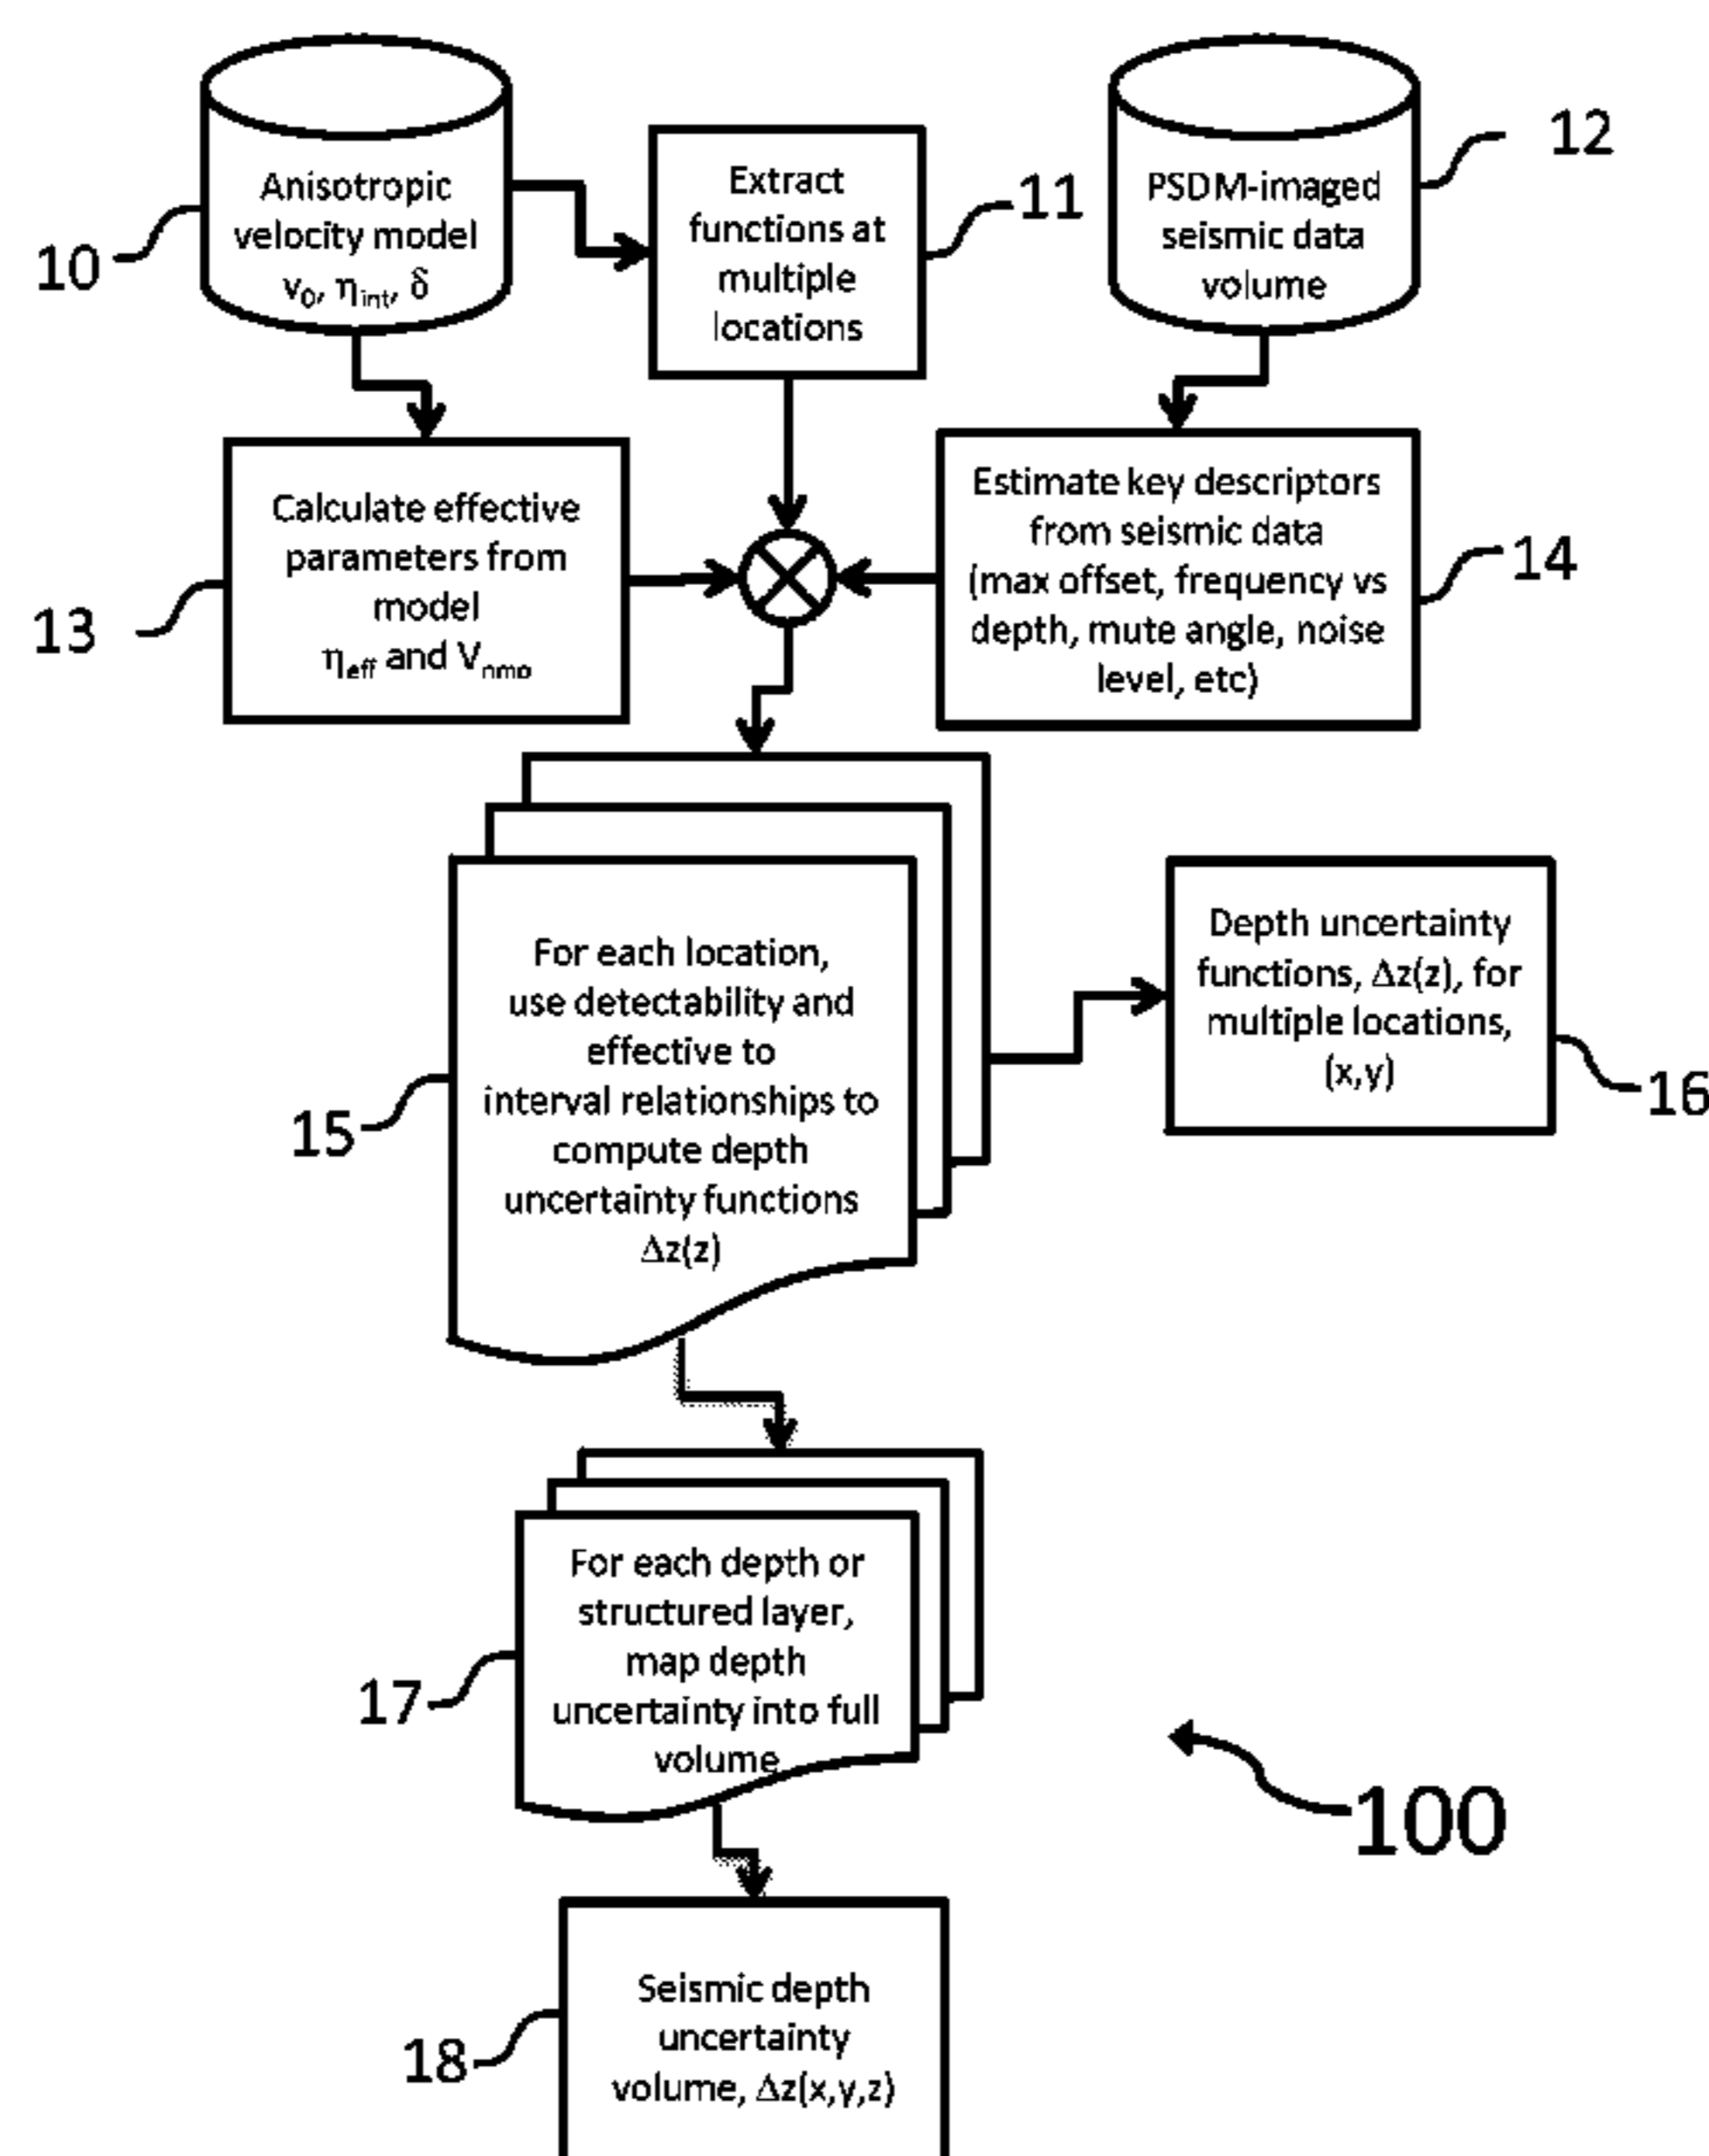 Anisotropic
velocity model
v₀, η_int, δ
10
Extract
functions at
multiple
locations
11
PSDM-imaged
seismic data
volume
12
Calculate effective
parameters from
model
η_eff and V_nmo
13
Estimate key descriptors
from seismic data
(max offset, frequency vs
depth, mute angle, noise
level, etc)
14
For each location,
use detectability and
effective to
interval relationships to
compute depth
uncertainty functions
Δz(z)
15
Depth uncertainty
functions, Δz(z), for
multiple locations,
(x,y)
16
For each depth or
structured layer,
map depth
uncertainty into full
volume
17
100
Seismic depth
uncertainty
volume, Δz(x,y,z)
18